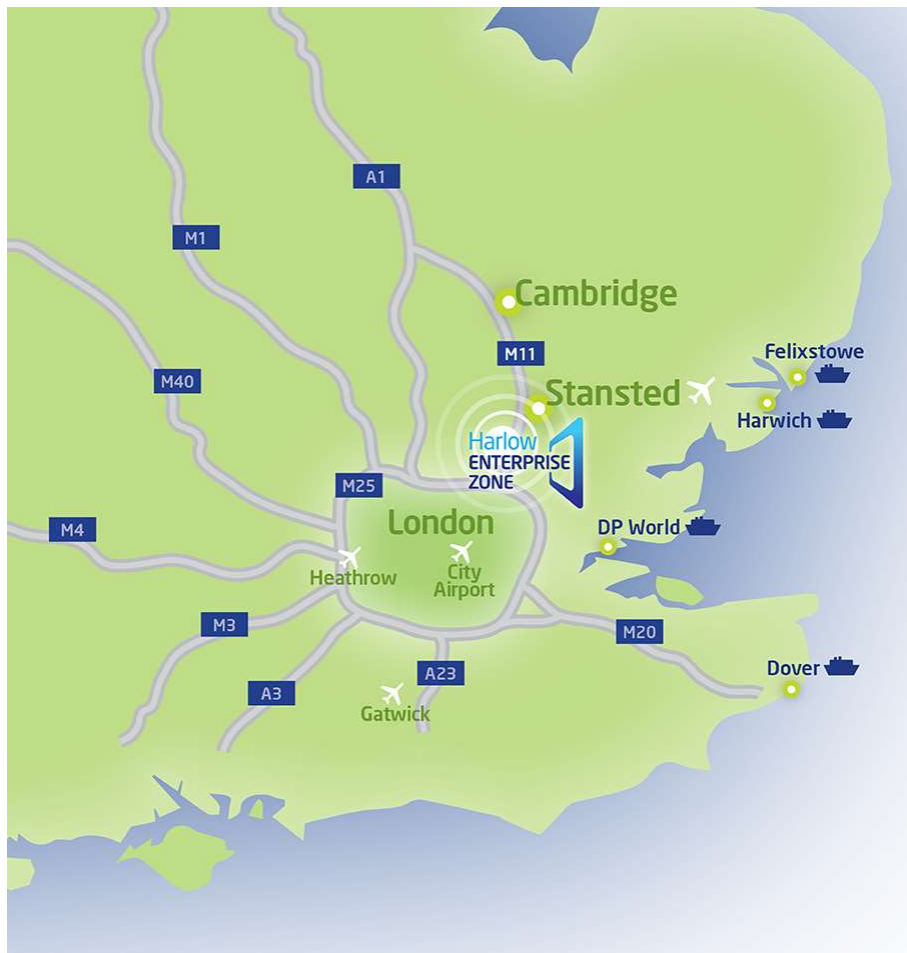 A1
M1
Cambridge
M11
Felixstowe
M40
Stansted
Harwich
Harlow
ENTERPRISE
ZONE
M25
London
DP World
M4
Heathrow
City
Airport
M3
M20
A23
Dover
A3
Gatwick